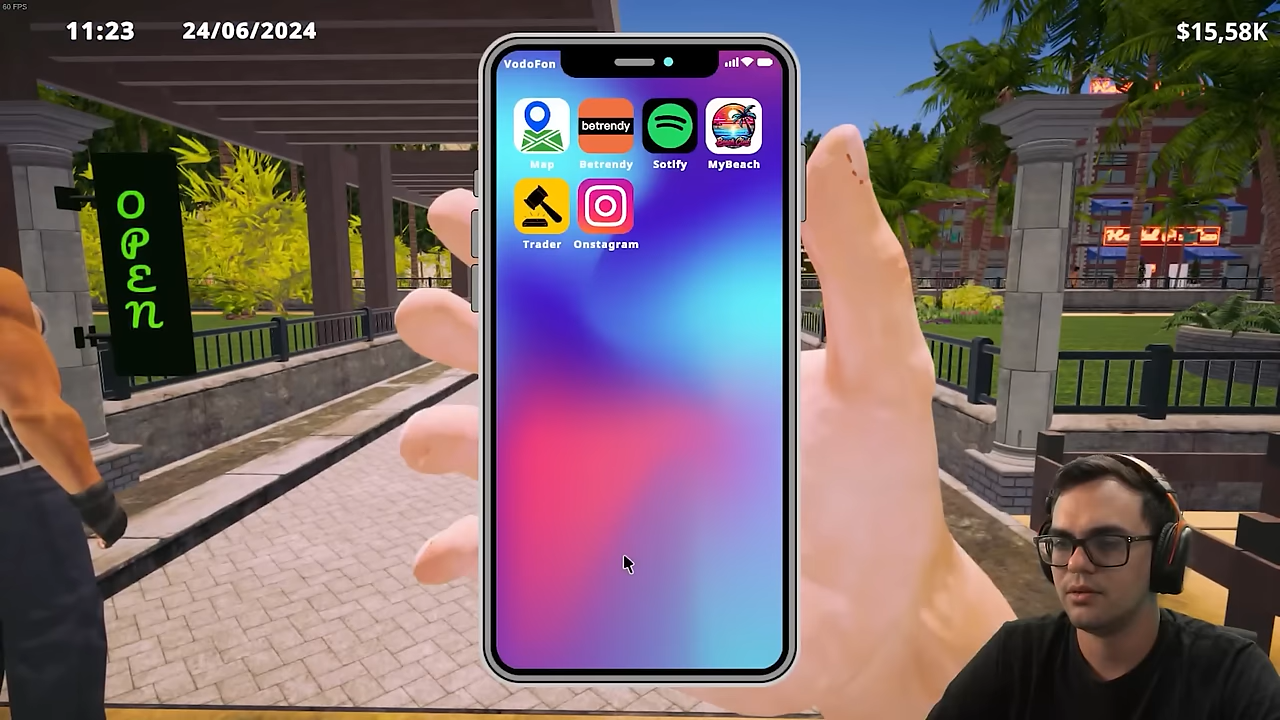 60 FPS
11:23 24/06/2024
$15,58K
VodoFon
betrendy
Map Betrendy Sotify MyBeach
Trader Onstagram
OPEN